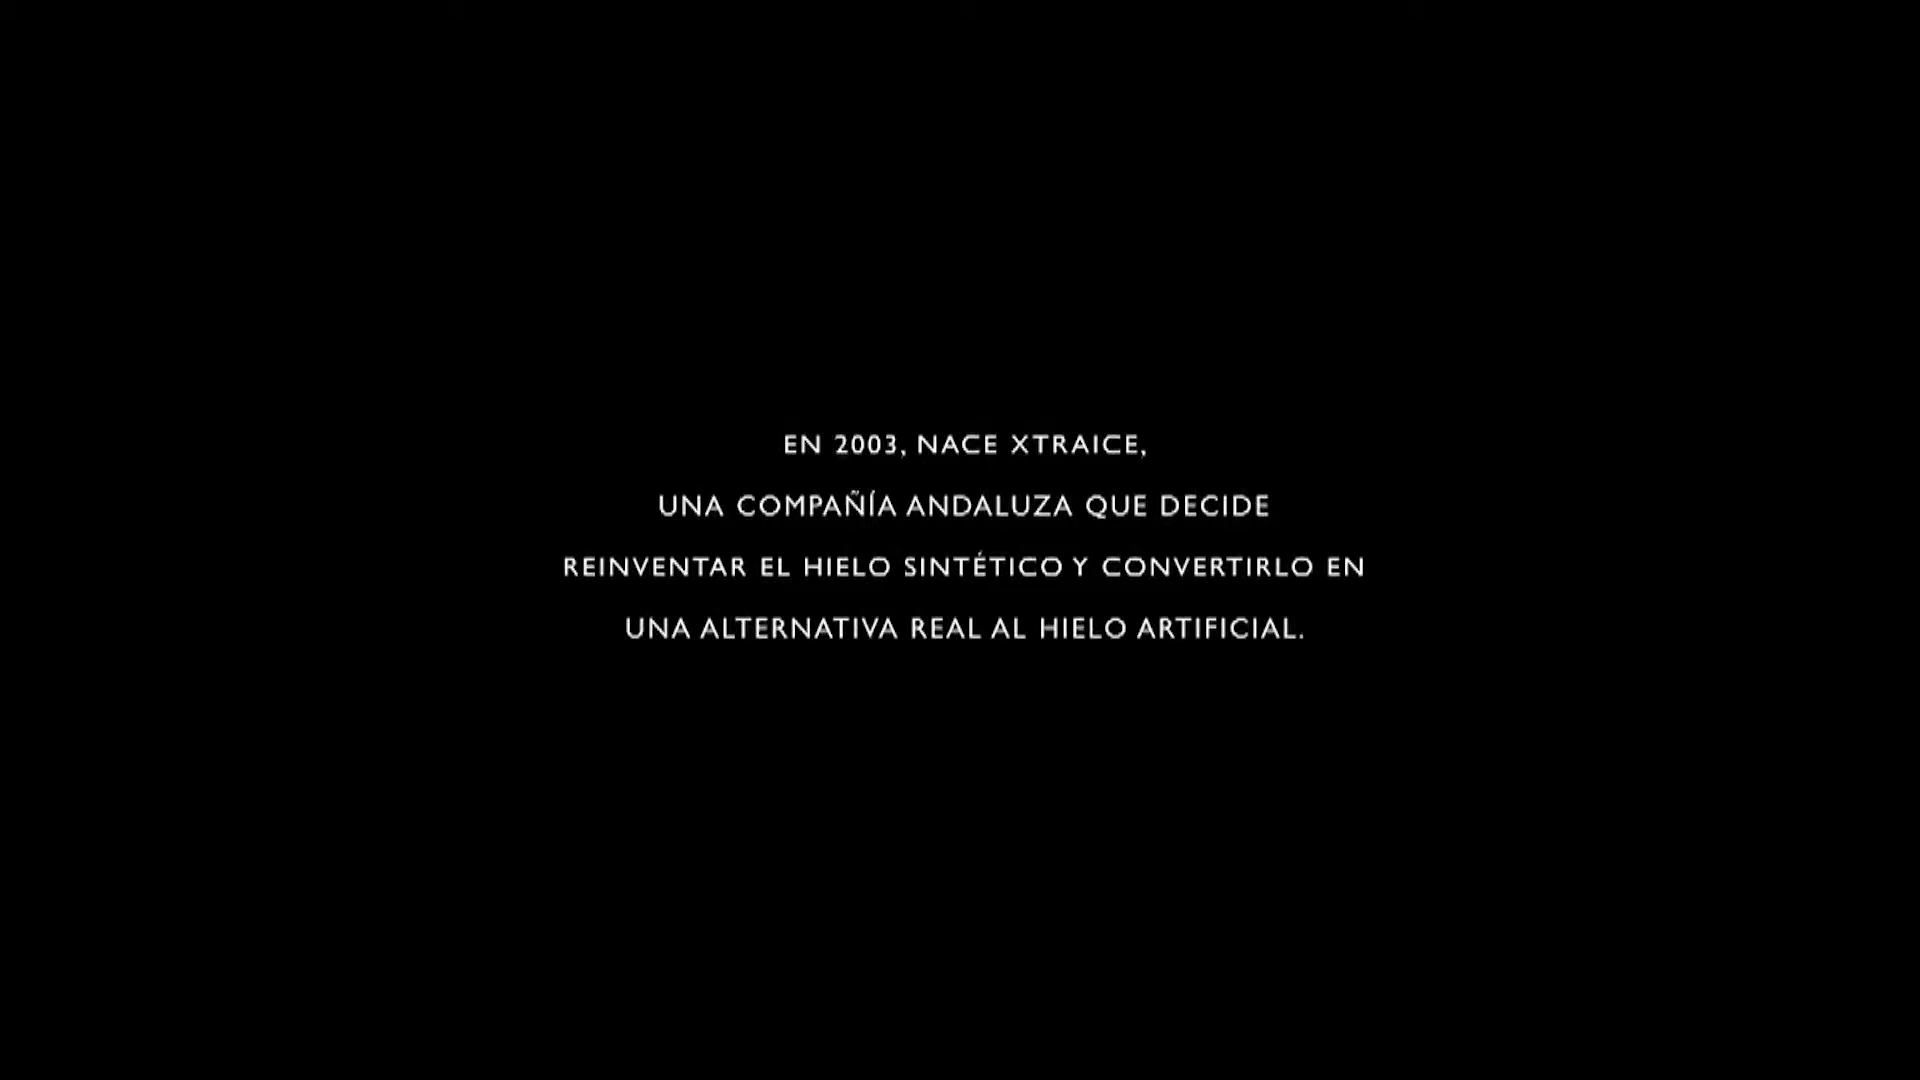 EN 2003, NACE XTRAICE,
UNA COMPAÑÍA ANDALUZA QUE DECIDE
REINVENTAR EL HIELO SINTÉTICO Y CONVERTIRLO EN
UNA ALTERNATIVA REAL AL HIELO ARTIFICIAL.